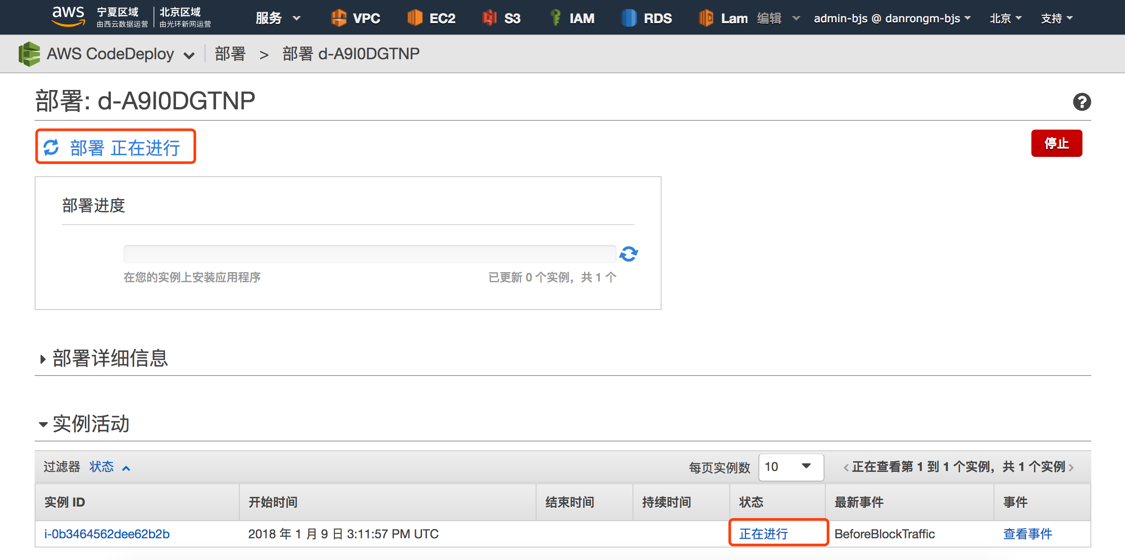 aws 宁夏区域 北京区域 服务 VPC EC2 S3 IAM RDS Lam 编辑 admin-bjs @ danrongm-bjs 北京 支持
由西云数据运营 由光环新网运营
AWS CodeDeploy 部署 > 部署 d-A9I0DGTNP
部署: d-A9I0DGTNP
部署 正在进行 停止
部署进度
在您的实例上安装应用程序 已更新 0 个实例，共 1 个
部署详细信息
实例活动
过滤器 状态 每页实例数 10 正在查看第 1 到 1 个实例，共 1 个实例
实例 ID 开始时间 结束时间 持续时间 状态 最新事件 事件
i-0b3464562dee62b2b 2018 年 1 月 9 日 3:11:57 PM UTC 正在进行 BeforeBlockTraffic 查看事件